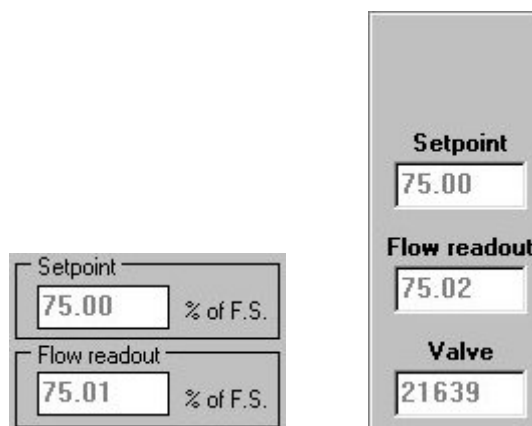 Setpoint
75.00 % of F.S.
Flow readout
75.01 % of F.S.
Setpoint
75.00
Flow readout
75.02
Valve
21639